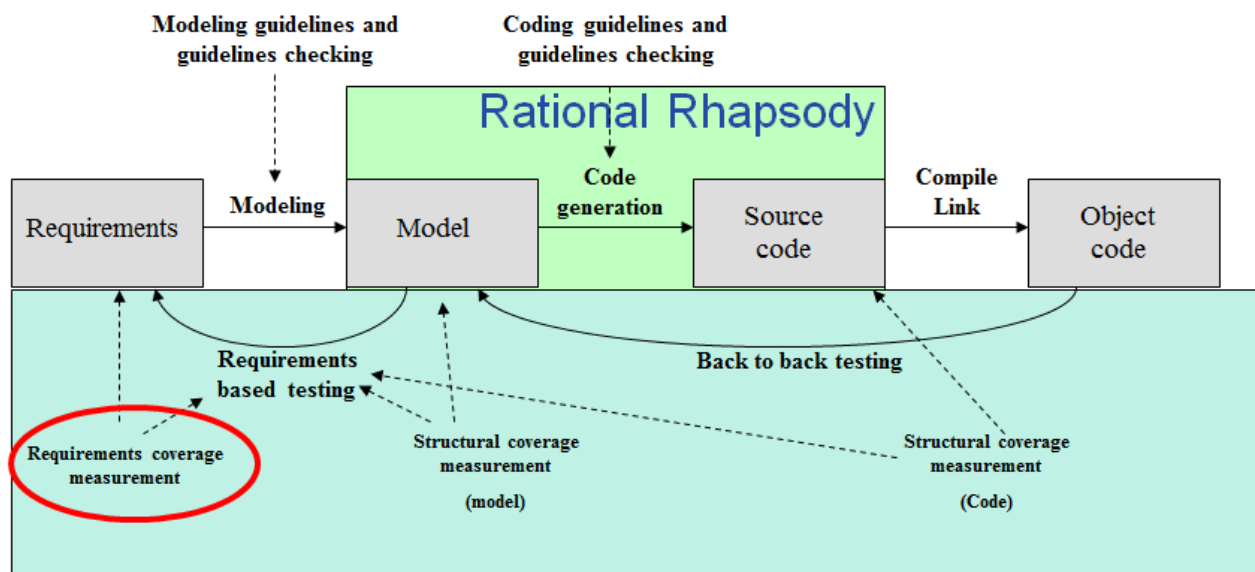 Modeling guidelines and
guidelines checking
Coding guidelines and
guidelines checking
Rational Rhapsody
Requirements
Modeling
Model
Code
generation
Source
code
Compile
Link
Object
code
Requirements
based testing
Back to back testing
Requirements coverage
measurement
Structural coverage
measurement
(model)
Structural coverage
measurement
(Code)